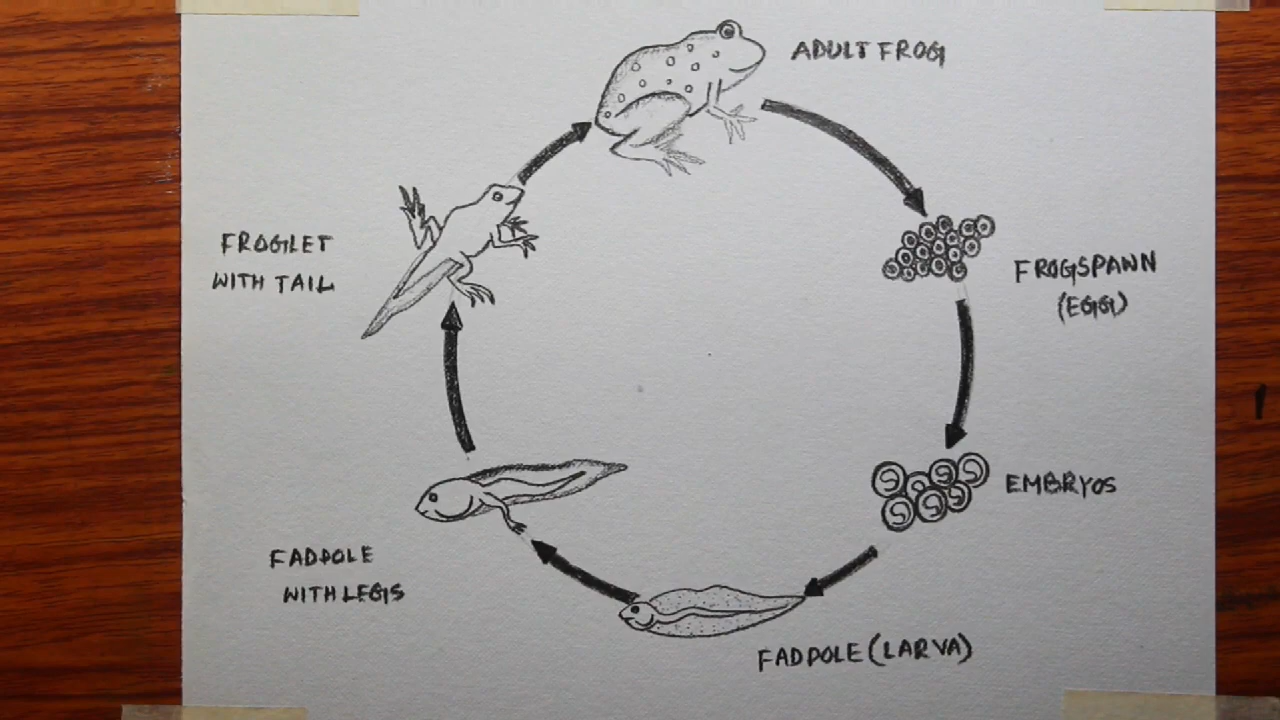 ADULT FROG
FROGSPAWN
(EGG)
EMBRYOS
FADPOLE (LARVA)
FADPOLE
WITH LEGS
FROGLET
WITH TAIL